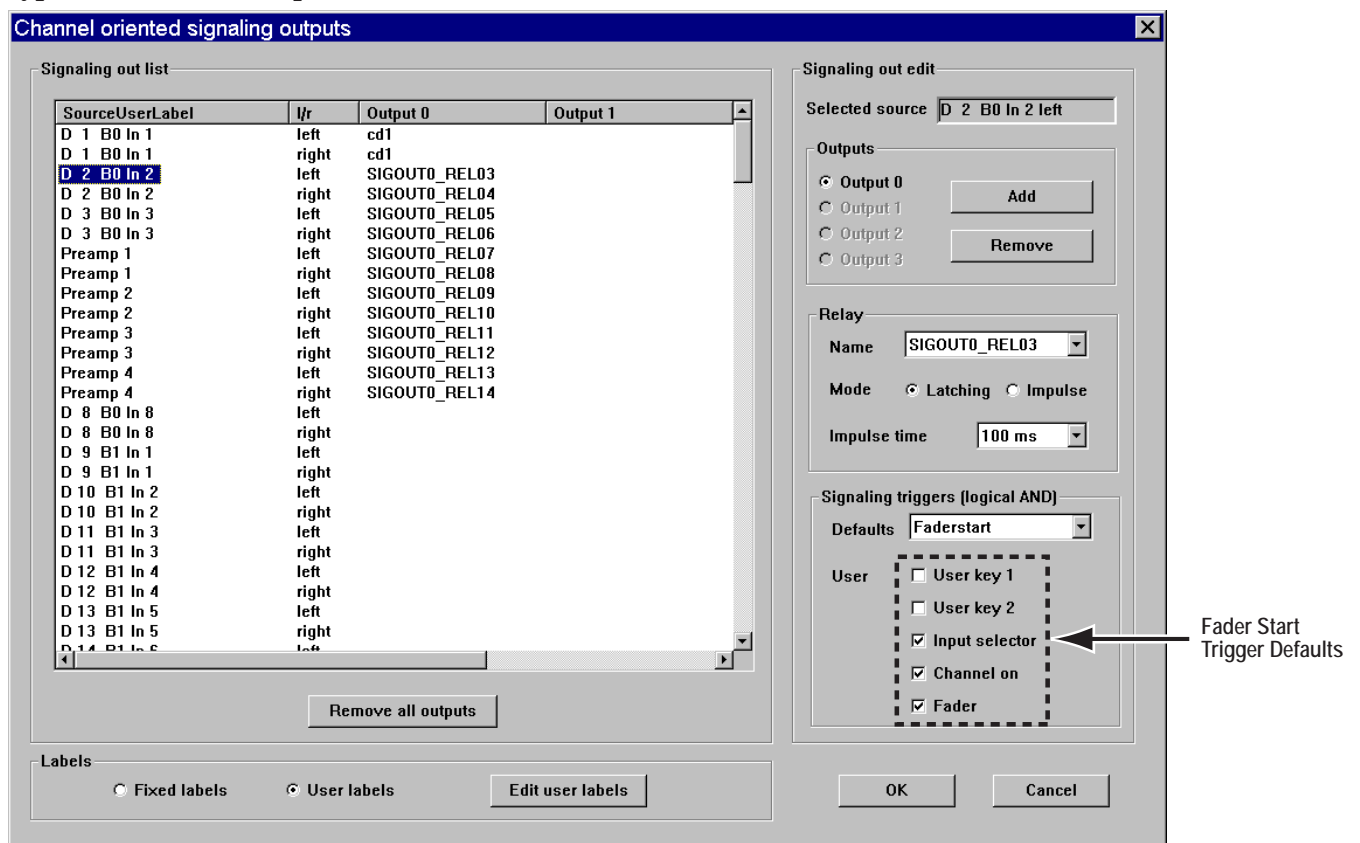 Channel oriented signaling outputs
Signaling out list
SourceUserLabel l/r Output 0 Output 1
D 1 B0 In 1 left cd1
D 1 B0 In 1 right cd1
D 2 B0 In 2 left SIGOUT0_REL03
D 2 B0 In 2 right SIGOUT0_REL04
D 3 B0 In 3 left SIGOUT0_REL05
D 3 B0 In 3 right SIGOUT0_REL06
Preamp 1 left SIGOUT0_REL07
Preamp 1 right SIGOUT0_REL08
Preamp 2 left SIGOUT0_REL09
Preamp 2 right SIGOUT0_REL10
Preamp 3 left SIGOUT0_REL11
Preamp 3 right SIGOUT0_REL12
Preamp 4 left SIGOUT0_REL13
Preamp 4 right SIGOUT0_REL14
D 8 B0 In 8 left
D 8 B0 In 8 right
D 9 B1 In 1 left
D 9 B1 In 1 right
D 10 B1 In 2 left
D 10 B1 In 2 right
D 11 B1 In 3 left
D 11 B1 In 3 right
D 12 B1 In 4 left
D 12 B1 In 4 right
D 13 B1 In 5 left
D 13 B1 In 5 right
D 14 B1 In 6 left
Remove all outputs
Labels
Fixed labels User labels Edit user labels
Signaling out edit
Selected source D 2 B0 In 2 left
Outputs
Output 0
Output 1
Output 2
Output 3
Add
Remove
Relay
Name SIGOUT0_REL03
Mode Latching Impulse
Impulse time 100 ms
Signaling triggers (logical AND)
Defaults Faderstart
User User key 1
User key 2
Input selector
Channel on
Fader
OK Cancel
Fader Start
Trigger Defaults